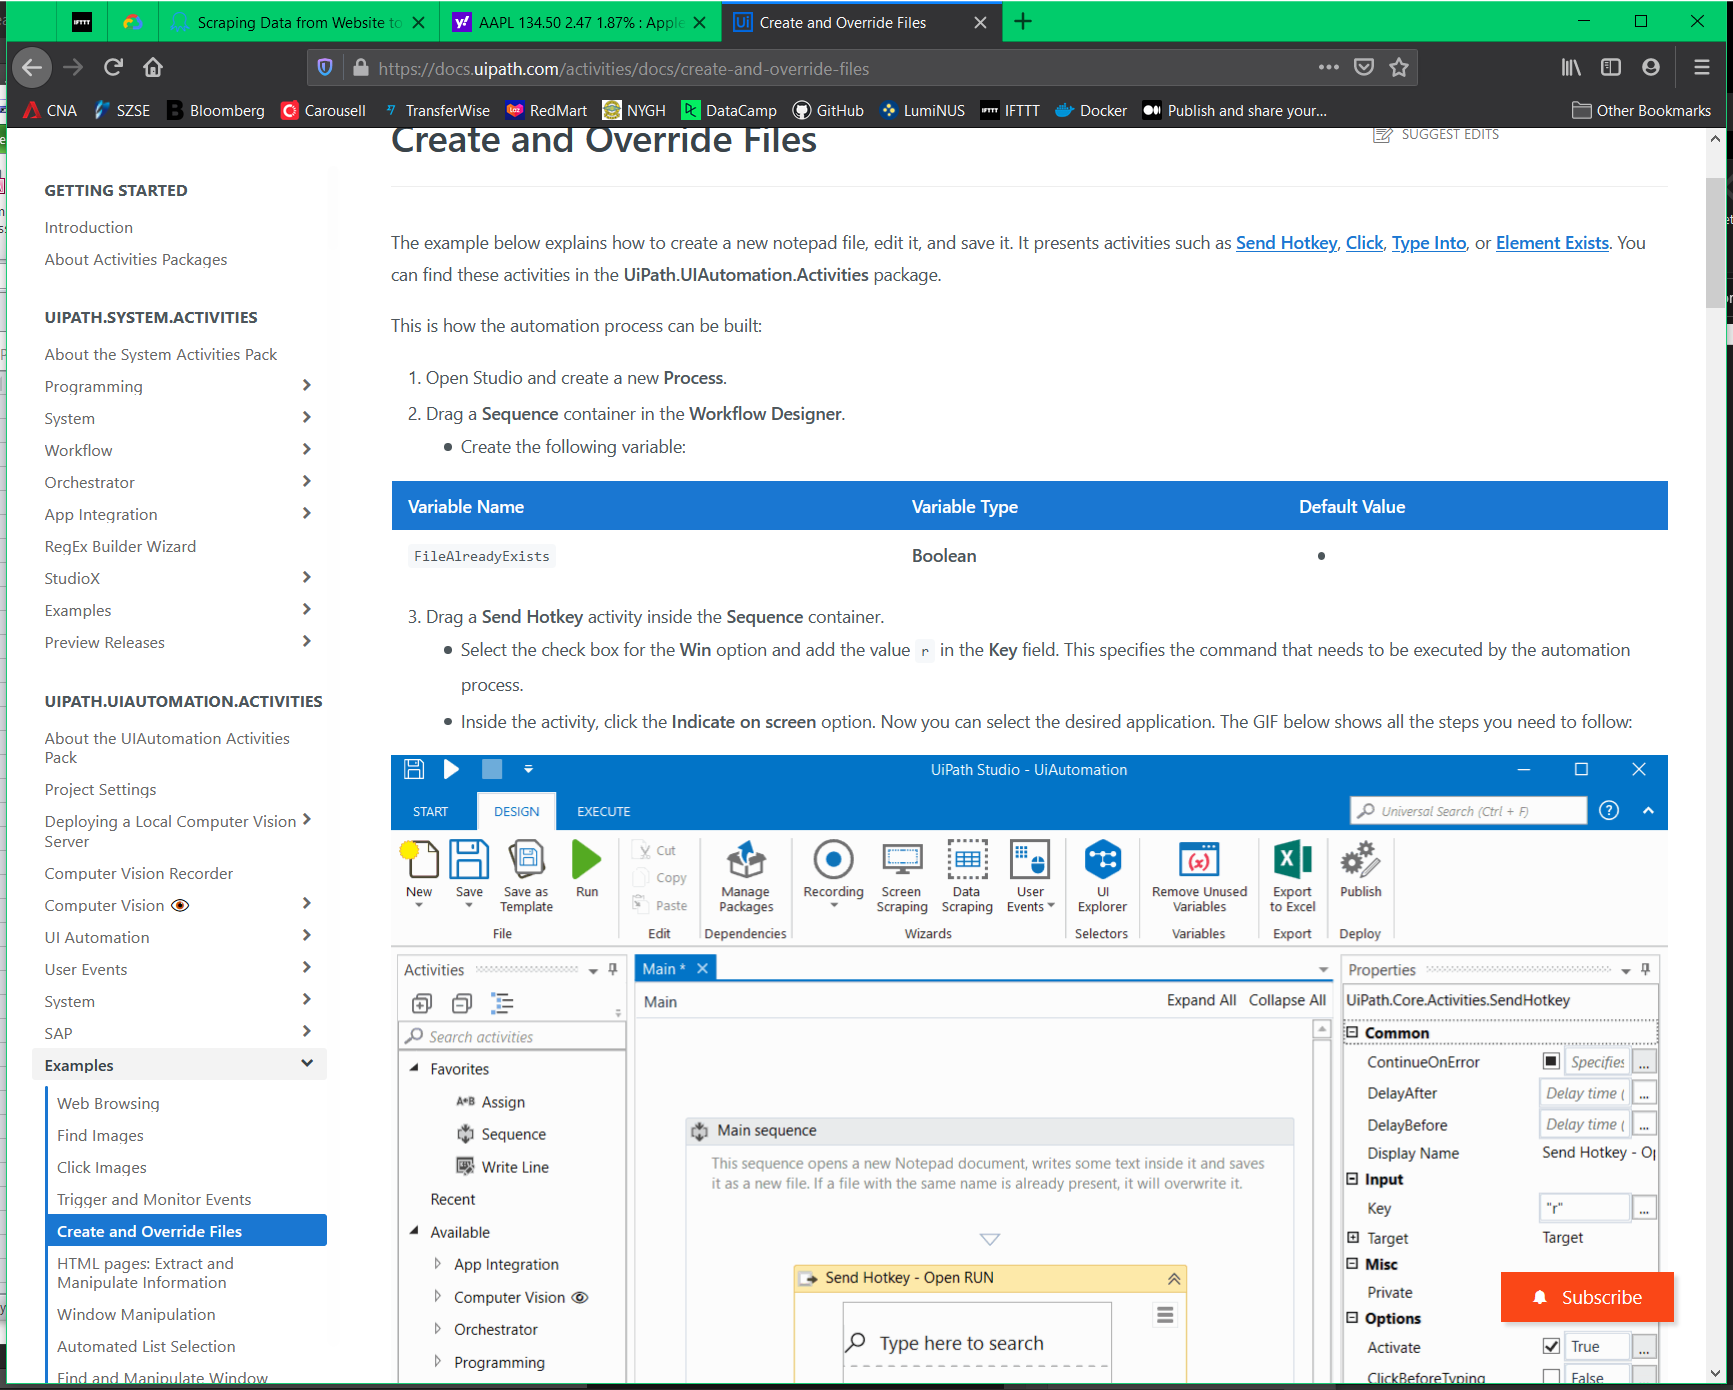 IFTTT
Scraping Data from Website to
AAPL 134.50 2.47 1.87% : Apple
Ui
Create and Override Files
https://docs.uipath.com/activities/docs/create-and-override-files
CNA
SZSE
Bloomberg
Carousell
TransferWise
RedMart
NYGH
DataCamp
GitHub
LumiNUS
IFTTT
Docker
Publish and share your...
Other Bookmarks
Create and Override Files
SUGGEST EDITS
GETTING STARTED
Introduction
About Activities Packages
UIPATH.SYSTEM.ACTIVITIES
About the System Activities Pack
Programming
System
Workflow
Orchestrator
App Integration
RegEx Builder Wizard
StudioX
Examples
Preview Releases
UIPATH.UIAUTOMATION.ACTIVITIES
About the UIAutomation Activities
Pack
Project Settings
Deploying a Local Computer Vision
Server
Computer Vision Recorder
Computer Vision
UI Automation
User Events
System
SAP
Examples
Web Browsing
Find Images
Click Images
Trigger and Monitor Events
Create and Override Files
HTML pages: Extract and
Manipulate Information
Window Manipulation
Automated List Selection
Find and Manipulate Window
The example below explains how to create a new notepad file, edit it, and save it. It presents activities such as Send Hotkey, Click, Type Into, or Element Exists. You
can find these activities in the UiPath.UIAutomation.Activities package.
This is how the automation process can be built:
1. Open Studio and create a new Process.
2. Drag a Sequence container in the Workflow Designer.
• Create the following variable:
Variable Name Variable Type Default Value
FileAlreadyExists Boolean •
3. Drag a Send Hotkey activity inside the Sequence container.
• Select the check box for the Win option and add the value r in the Key field. This specifies the command that needs to be executed by the automation
process.
• Inside the activity, click the Indicate on screen option. Now you can select the desired application. The GIF below shows all the steps you need to follow:
UiPath Studio - UiAutomation
START DESIGN EXECUTE
Universal Search (Ctrl + F)
New
Save
Save as
Template
Run
File
Cut
Copy
Paste
Edit
Manage
Packages
Dependencies
Recording
Screen
Scraping
Data
Scraping
User
Events
Wizards
UI
Explorer
Selectors
Remove Unused
Variables
Variables
Export
to Excel
Export
Publish
Deploy
Activities
Search activities
Favorites
A+B Assign
Sequence
Write Line
Recent
Available
App Integration
Computer Vision
Orchestrator
Programming
Main *
Main
Expand All Collapse All
Main sequence
This sequence opens a new Notepad document, writes some text inside it and saves
it as a new file. If a file with the same name is already present, it will overwrite it.
Send Hotkey - Open RUN
Type here to search
Properties
UiPath.Core.Activities.SendHotkey
Common
ContinueOnError Specifies ...
DelayAfter Delay time ( ...
DelayBefore Delay time ( ...
Display Name Send Hotkey - Op
Input
Key "r" ...
Target Target
Misc
Private
Options
Activate True ...
ClickBeforeTyping False
Subscribe